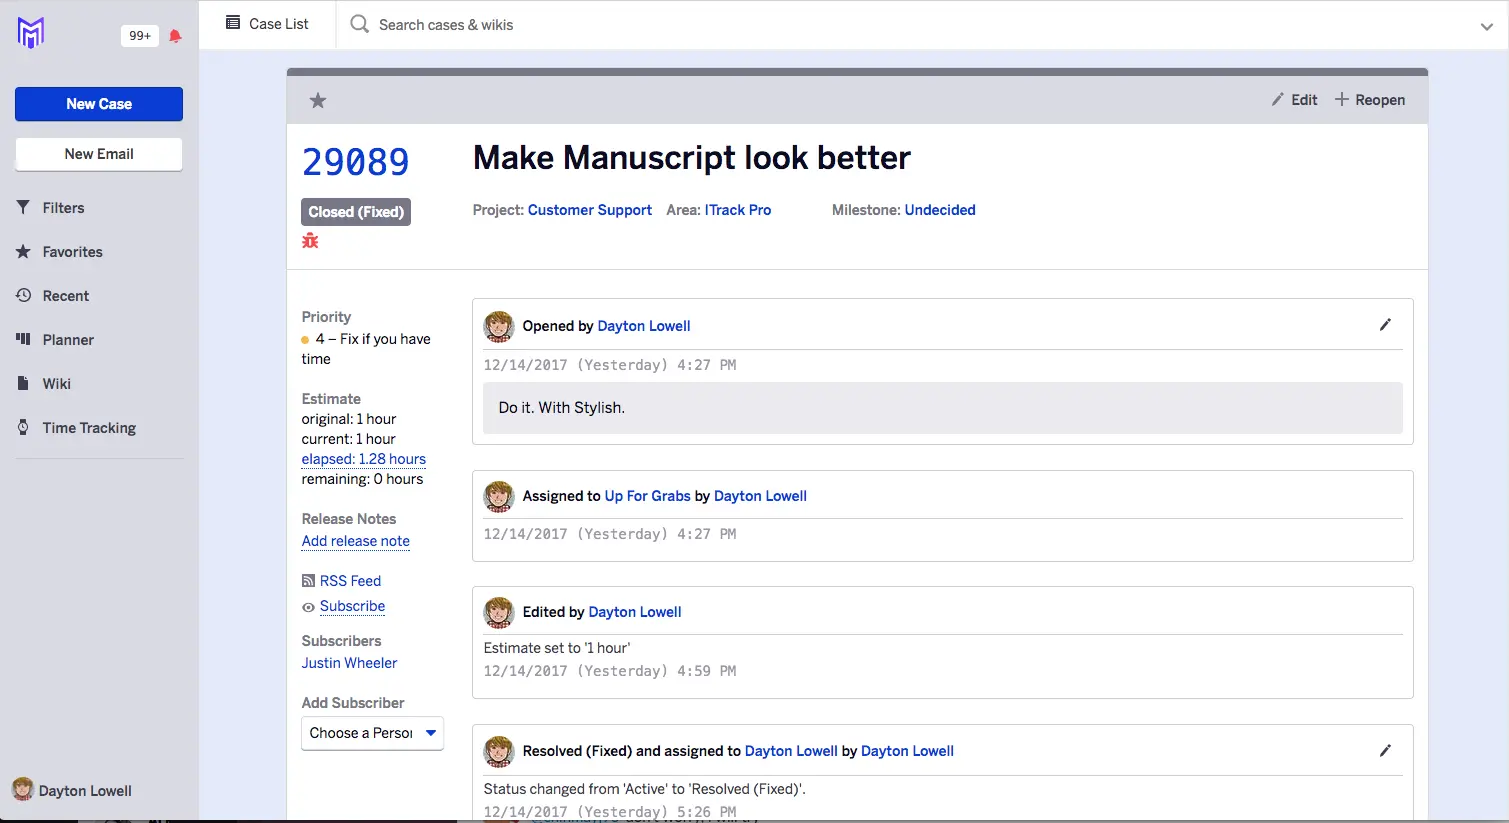 99+
Case List
Search cases & wikis
New Case
New Email
Filters
Favorites
Recent
Planner
Wiki
Time Tracking
Dayton Lowell
Edit
Reopen
29089
Make Manuscript look better
Closed (Fixed)
Project: Customer Support Area: ITrack Pro Milestone: Undecided
Priority
4 – Fix if you have
time
Estimate
original: 1 hour
current: 1 hour
elapsed: 1.28 hours
remaining: 0 hours
Release Notes
Add release note
RSS Feed
Subscribe
Subscribers
Justin Wheeler
Add Subscriber
Choose a Person
Opened by Dayton Lowell
12/14/2017 (Yesterday) 4:27 PM
Do it. With Stylish.
Assigned to Up For Grabs by Dayton Lowell
12/14/2017 (Yesterday) 4:27 PM
Edited by Dayton Lowell
Estimate set to '1 hour'
12/14/2017 (Yesterday) 4:59 PM
Resolved (Fixed) and assigned to Dayton Lowell by Dayton Lowell
Status changed from 'Active' to 'Resolved (Fixed)'.
12/14/2017 (Yesterday) 5:26 PM